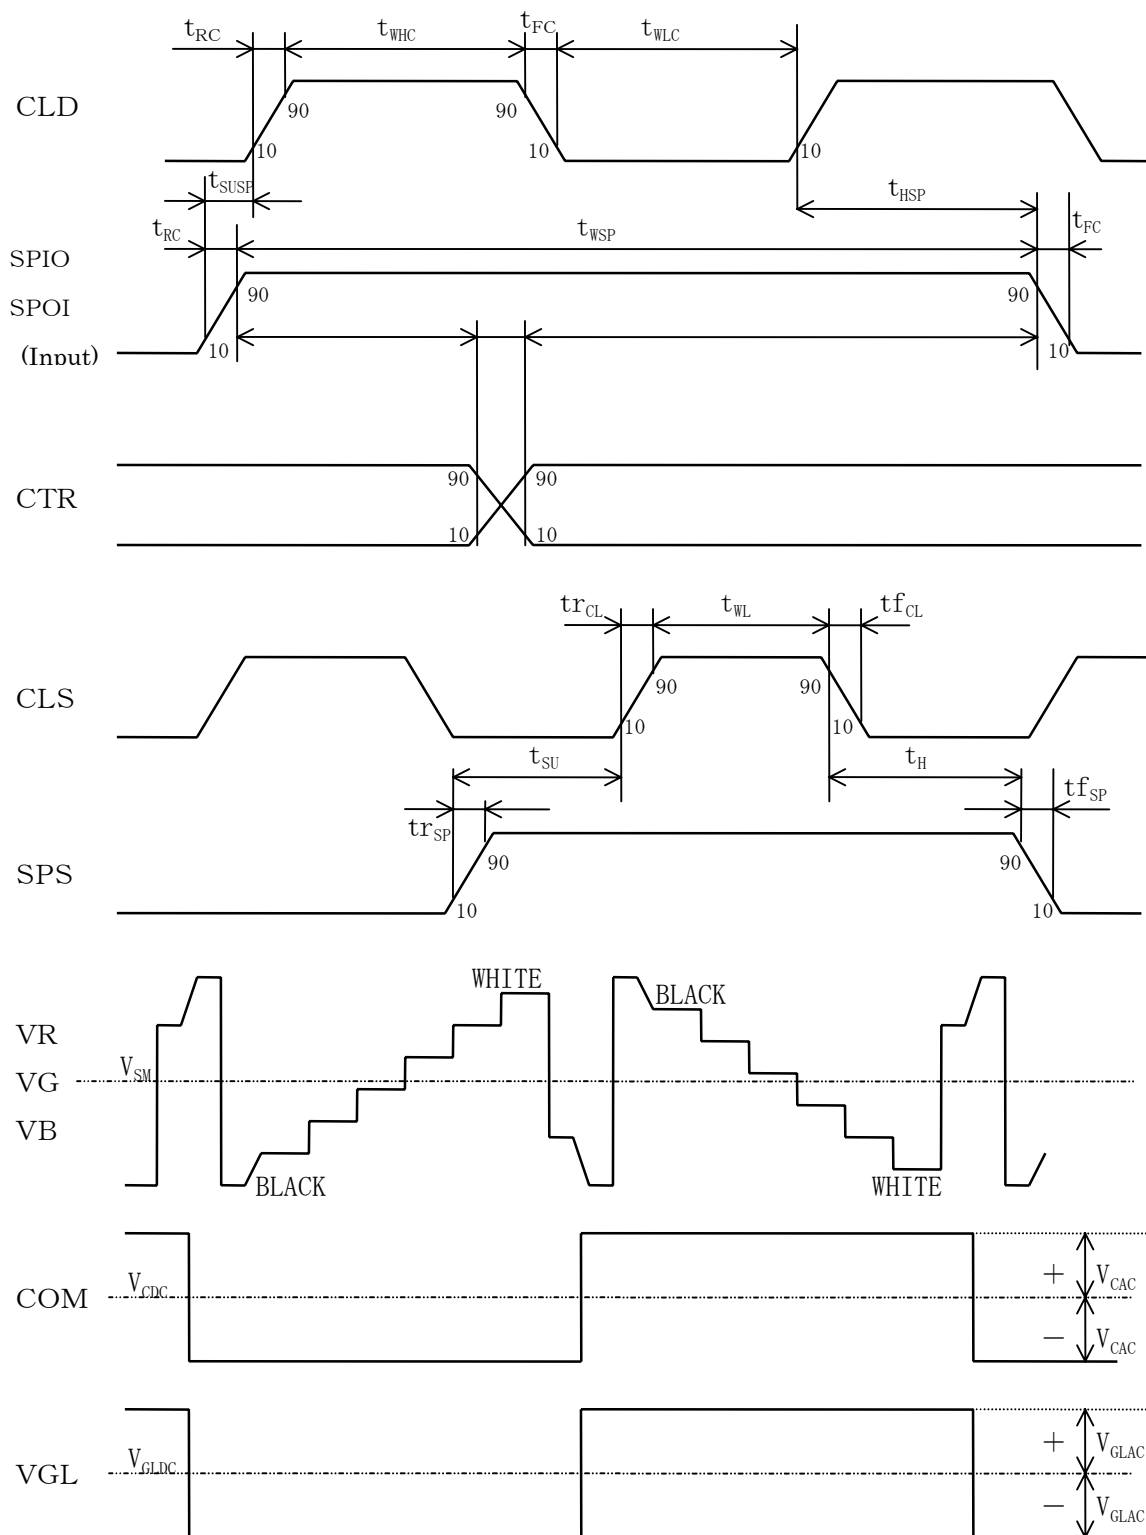 tRC tWHC tFC tWLC
CLD
90 90
10 10 10
tSUSP tHSP
tRC tWSP tFC
SPIO
SPOI
(Input)
90 90
10 10
CTR
90 90
10 10
trCL tWL tfCL
CLS
90 90
10 10
tSU tH
trSP tfSP
SPS
90 90
10 10
WHITE BLACK
VR
VSM
VG
VB
BLACK WHITE
COM
VCDC
+ VCAC
− VCAC
VGL
VGLDC
+ VGLAC
− VGLAC